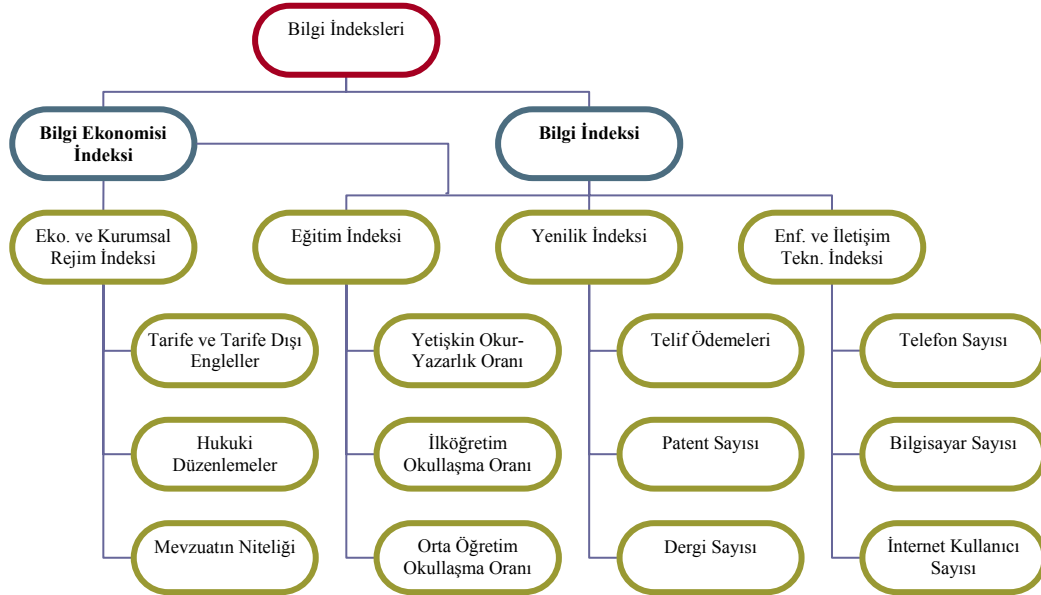 Bilgi İndeksleri
Bilgi Ekonomisi
İndeksi
Bilgi İndeksi
Eko. ve Kurumsal
Rejim İndeksi
Eğitim İndeksi
Yenilik İndeksi
Enf. ve İletişim
Tekn. İndeksi
Tarife ve Tarife Dışı
Engleller
Yetişkin Okur-
Yazarlık Oranı
Telif Ödemeleri
Telefon Sayısı
Hukuki
Düzenlemeler
İlköğretim
Okullaşma Oranı
Patent Sayısı
Bilgisayar Sayısı
Mevzuatın Niteliği
Orta Öğretim
Okullaşma Oranı
Dergi Sayısı
İnternet Kullanıcı
Sayısı